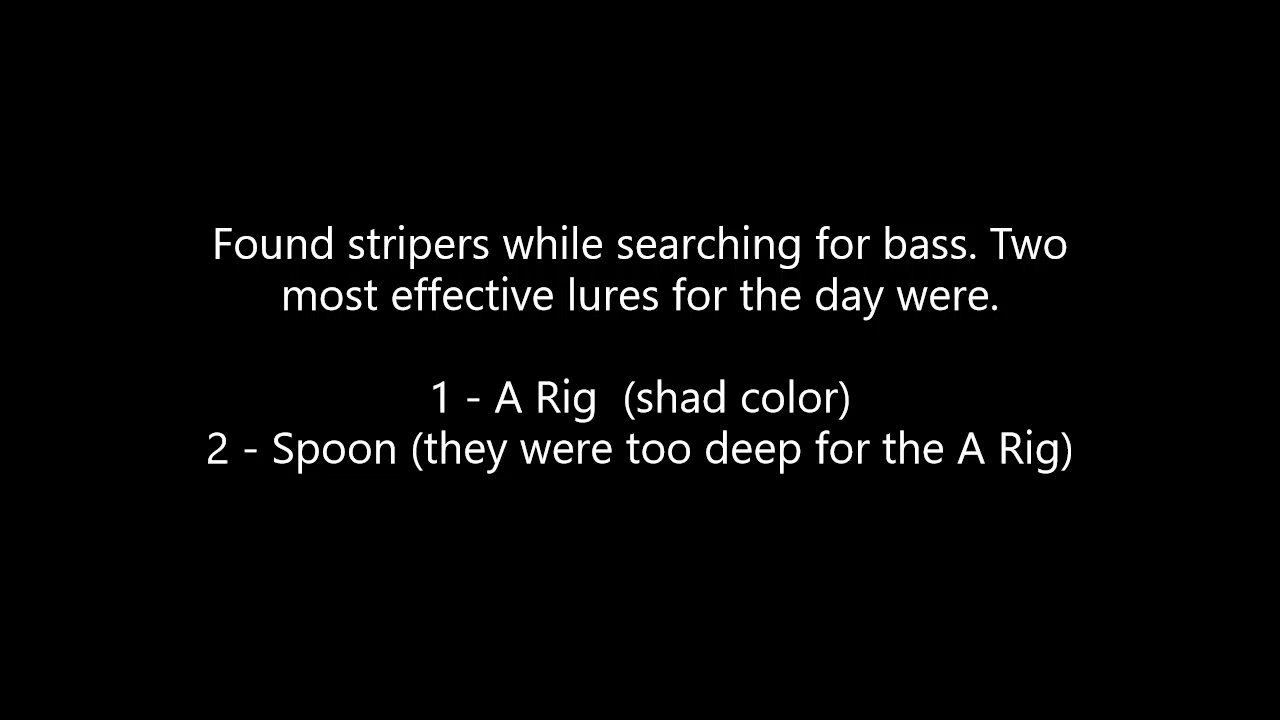 Found stripers while searching for bass. Two
most effective lures for the day were.
1 - A Rig  (shad color)
2 - Spoon (they were too deep for the A Rig)